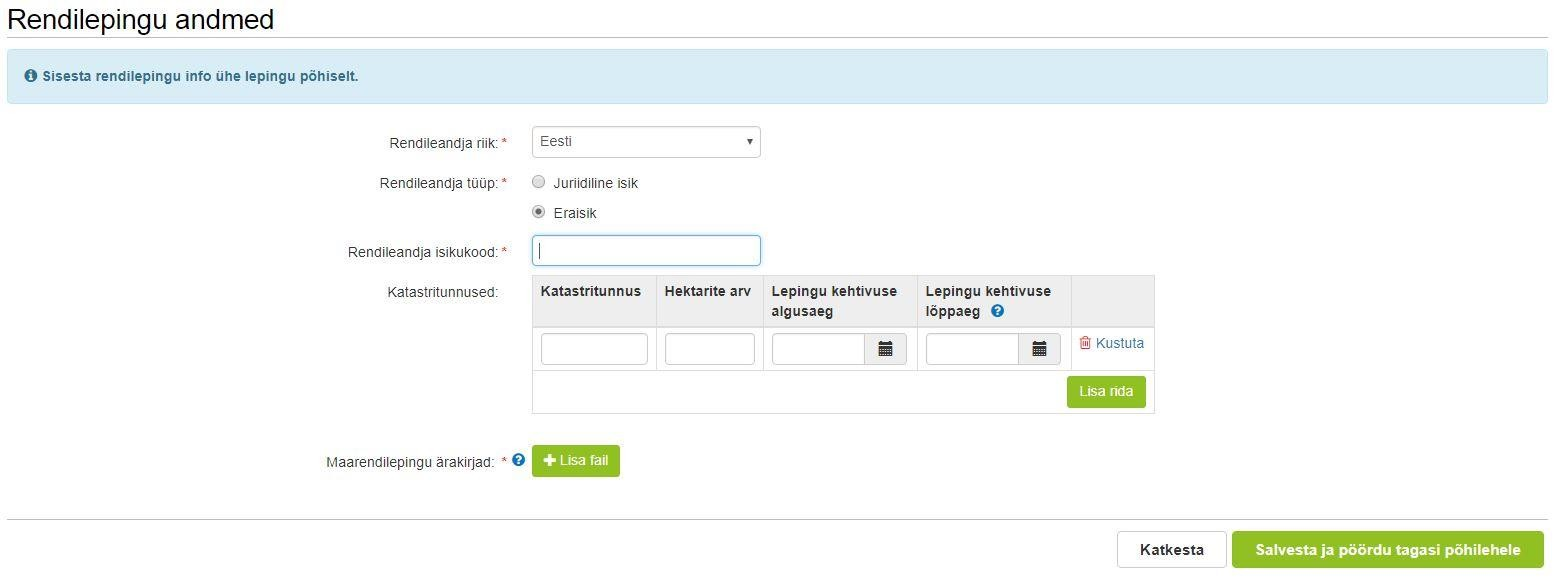 Rendilepingu andmed
Sisesta rendilepingu info ühe lepingu põhiselt.
Rendileandja riik: *
Eesti
Rendileandja tüüp: *
Juriidiline isik
Eraisik
Rendileandja isikukood: *
Katastritunnused:
Katastritunnus
Hektarite arv
Lepingu kehtivuse
algusaeg
Lepingu kehtivuse
lõppaeg
Kustuta
Lisa rida
Maarendilepingu ärakirjad: *
Lisa fail
Katkesta
Salvesta ja pöördu tagasi põhilehele